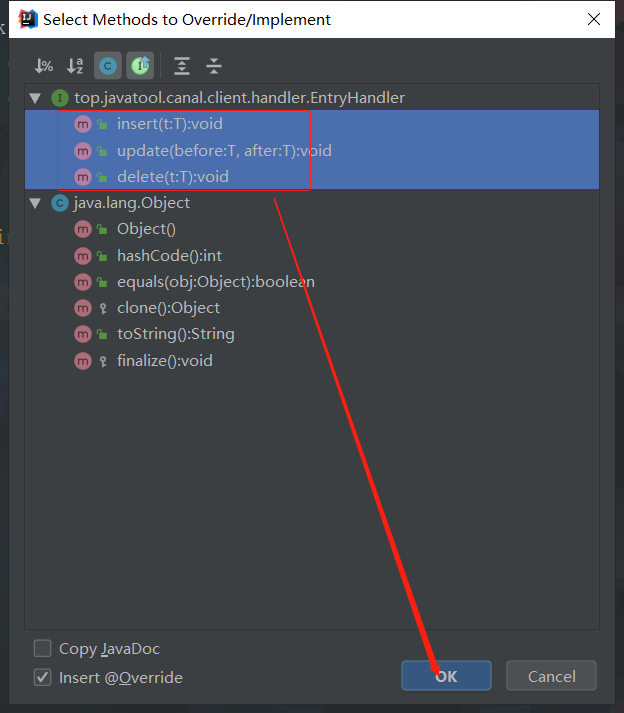 Select Methods to Override/Implement
top.javatool.canal.client.handler.EntryHandler
insert(t:T):void
update(before:T, after:T):void
delete(t:T):void
java.lang.Object
Object()
hashCode():int
equals(obj:Object):boolean
clone():Object
toString():String
finalize():void
Copy JavaDoc
Insert @Override
OK
Cancel